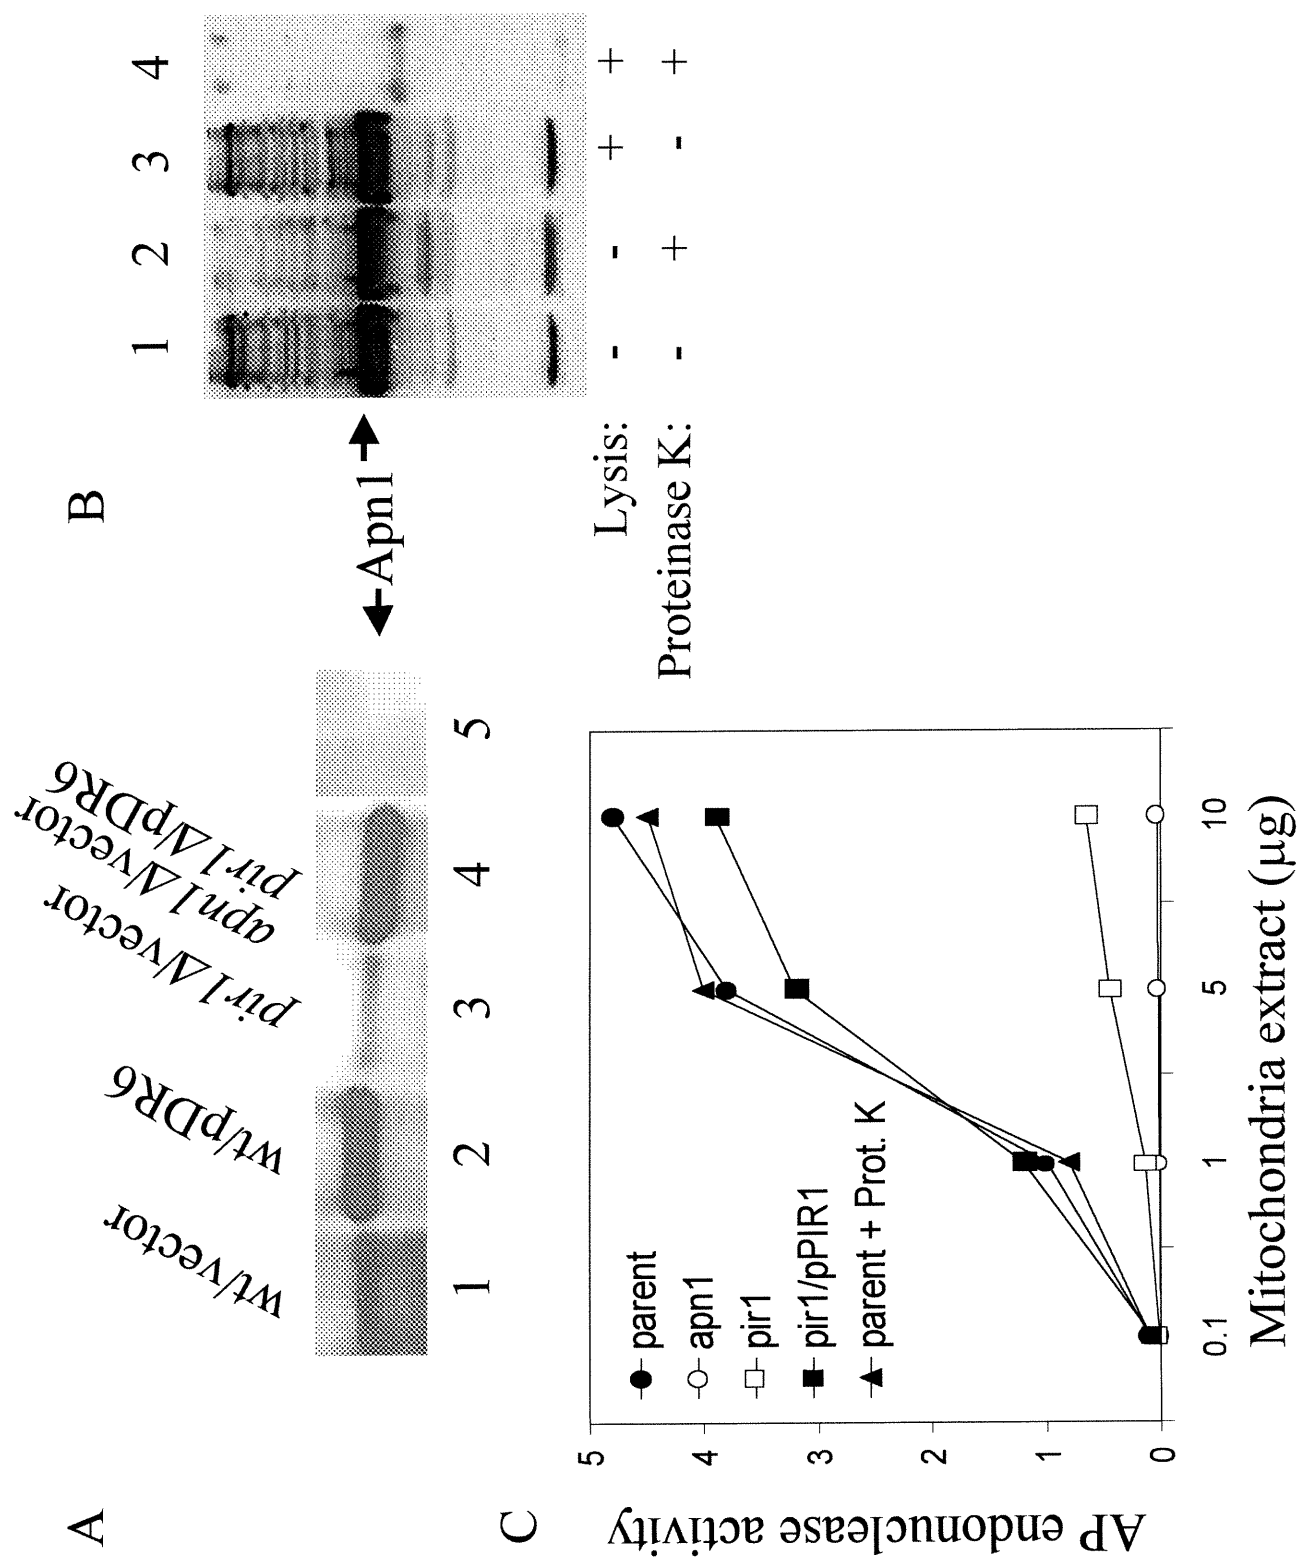 A
wt/vector
wt/pDR6
pir1Δ/vector
apn1Δ/vector
pir1Δ/pDR6
1 2 3 4 5
Apn1
B
1 2 3 4
Lysis: - - + +
Proteinase K: - + - +
C
AP endonuclease activity
5
4
3
2
1
0
parent
apn1
pir1
pir1/pPIR1
parent + Prot. K
0.1 1 5 10
Mitochondria extract (µg)